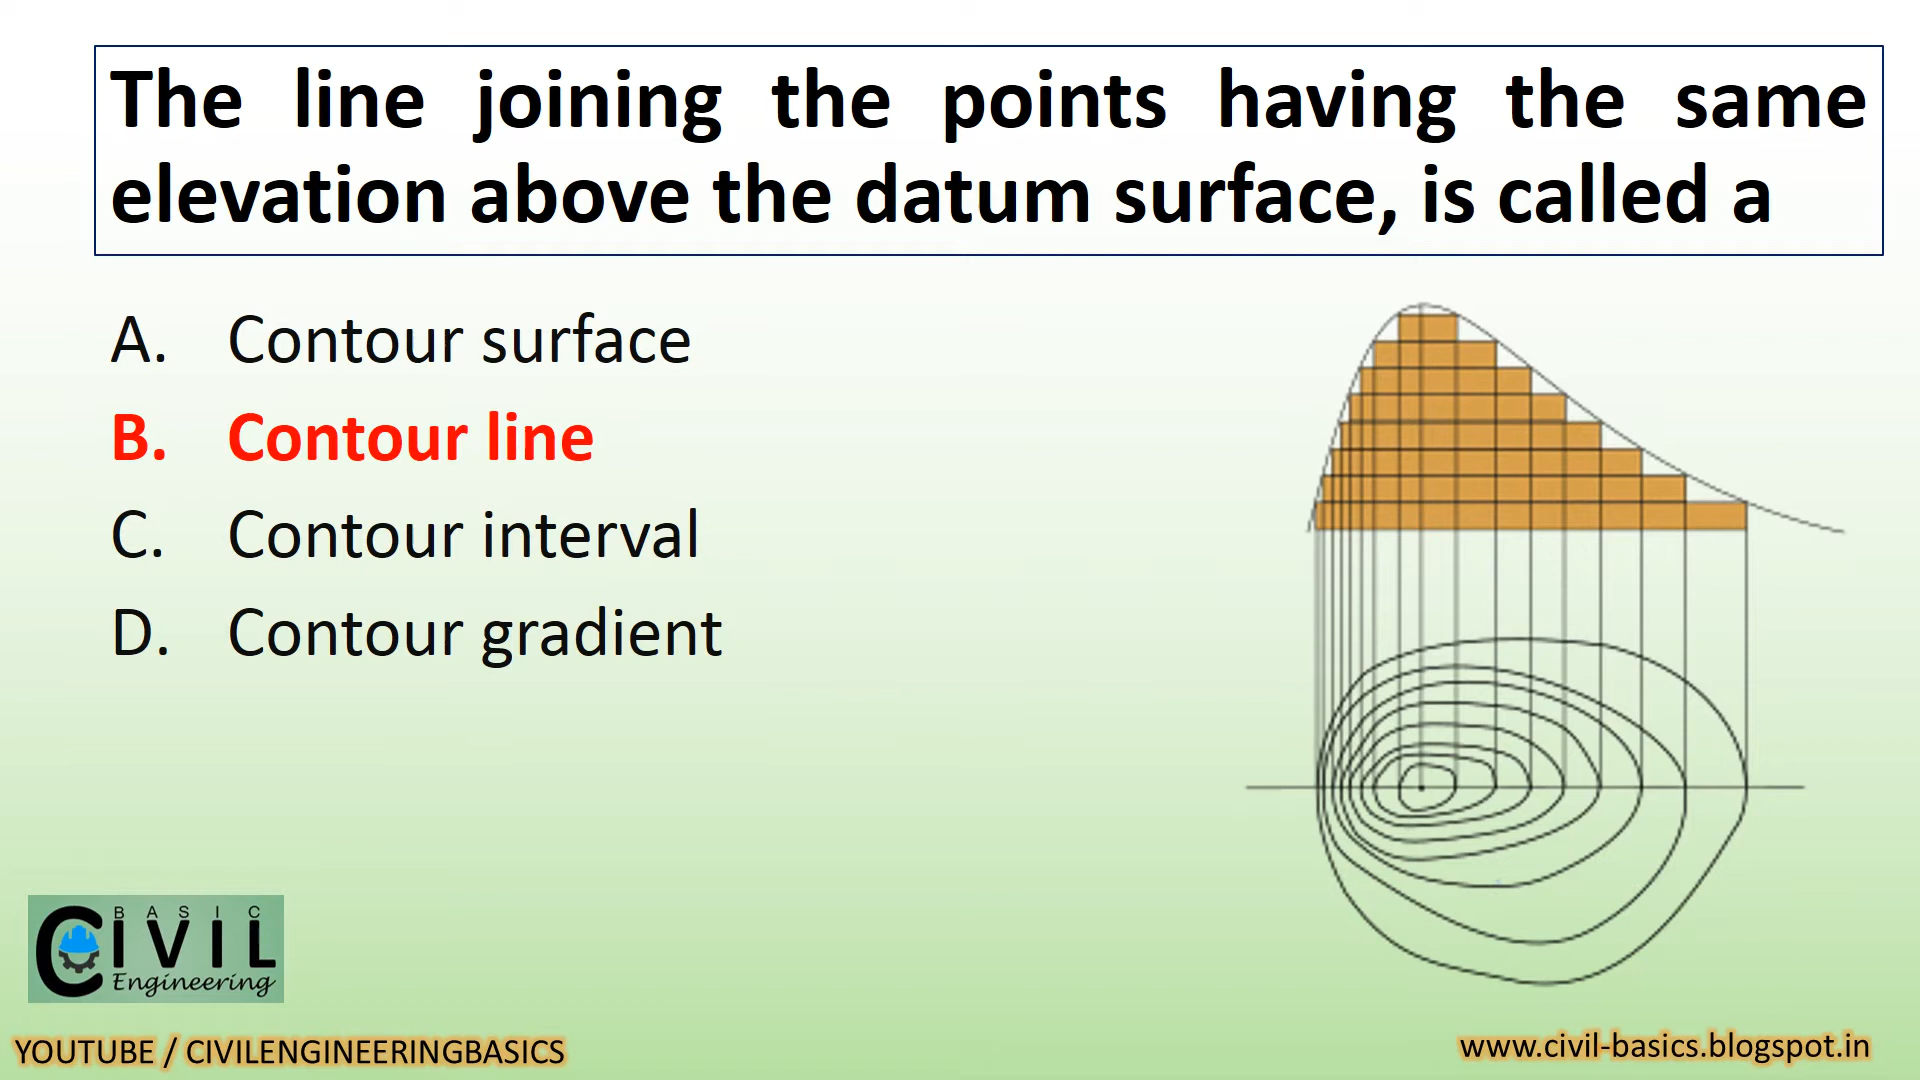 The line joining the points having the same
elevation above the datum surface, is called a
A. Contour surface
B. Contour line
C. Contour interval
D. Contour gradient
BASIC
CIVIL
Engineering
YOUTUBE / CIVILENGINEERINGBASICS
www.civil-basics.blogspot.in